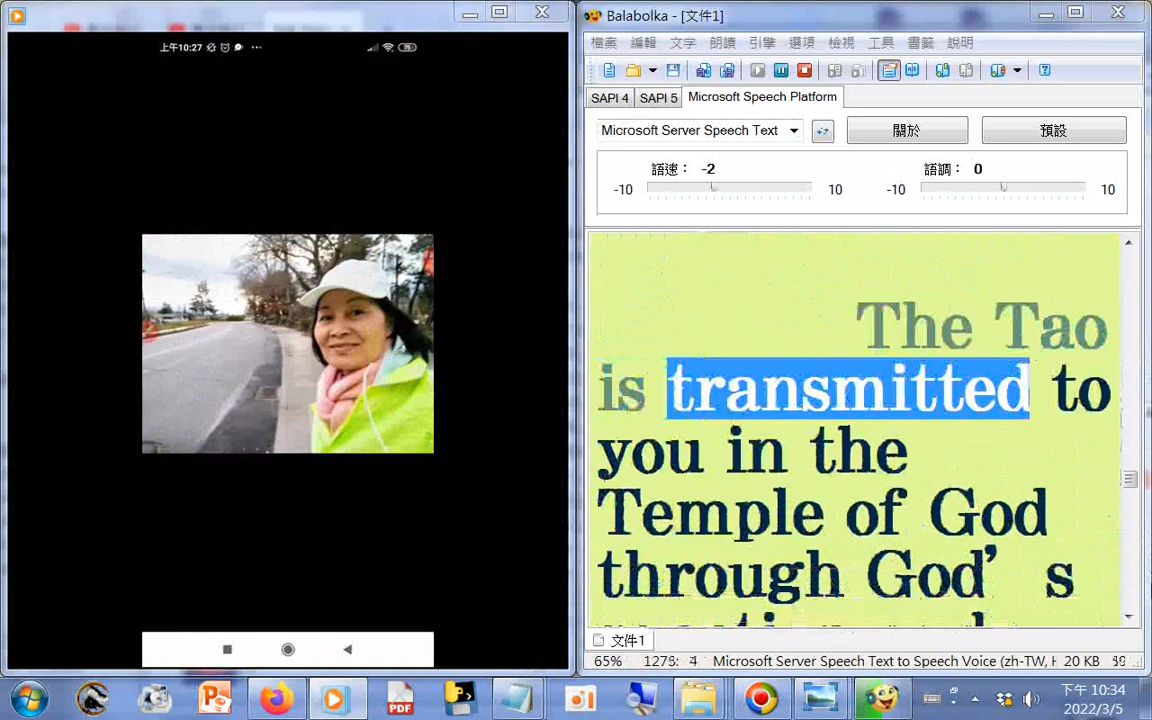 Balabolka - [文件1]
上午10:27
檔案 編輯 文字 朗讀 引擎 選項 檢視 工具 書籤 說明
SAPI 4 SAPI 5 Microsoft Speech Platform
Microsoft Server Speech Text 關於 預設
語速： -2 語調： 0
-10 10 -10 10
The Tao
is transmitted to
you in the
Temple of God
through God’s
文件1
65% 1278: 4 Microsoft Server Speech Text to Speech Voice (zh-TW, H 20 KB
PDF
下午 10:34
2022/3/5